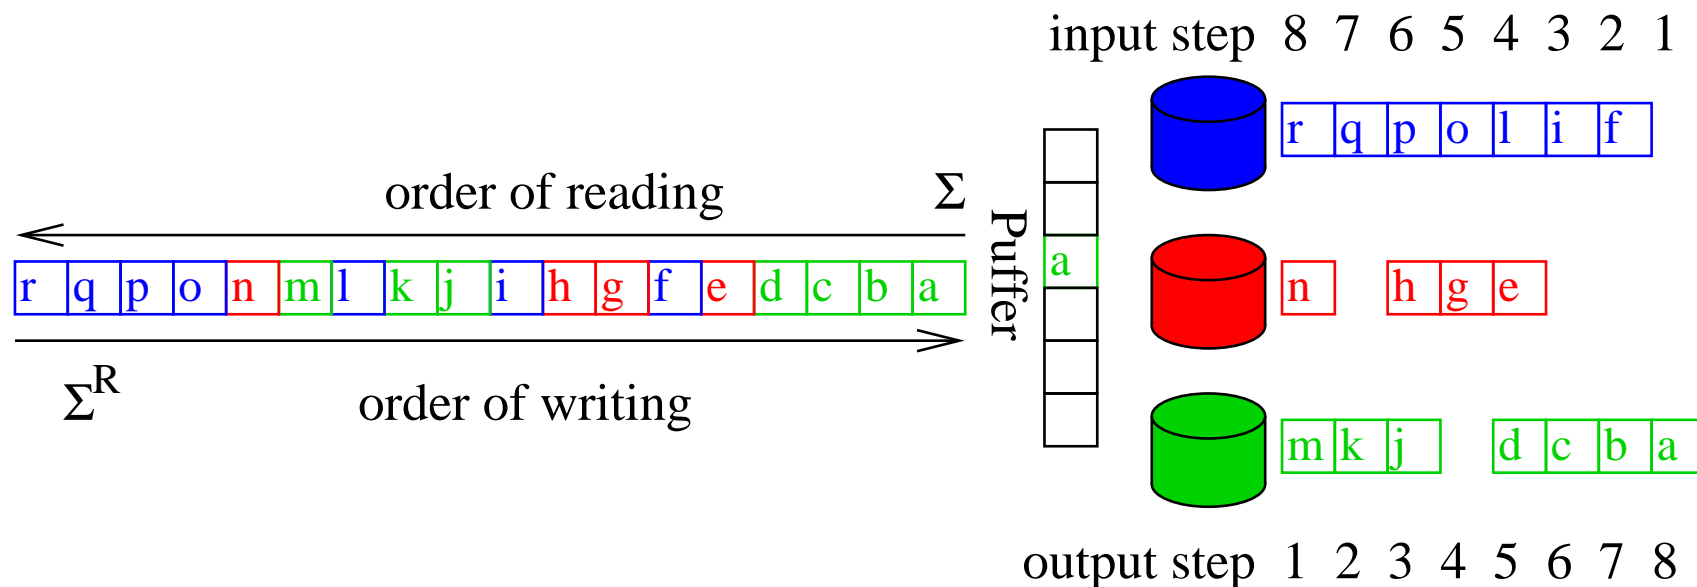 input step 8 7 6 5 4 3 2 1
r q p o l i f
order of reading Σ
Puffer
a
r q p o n m l k j i h g f e d c b a
n h g e
Σ^R order of writing
m k j d c b a
output step 1 2 3 4 5 6 7 8